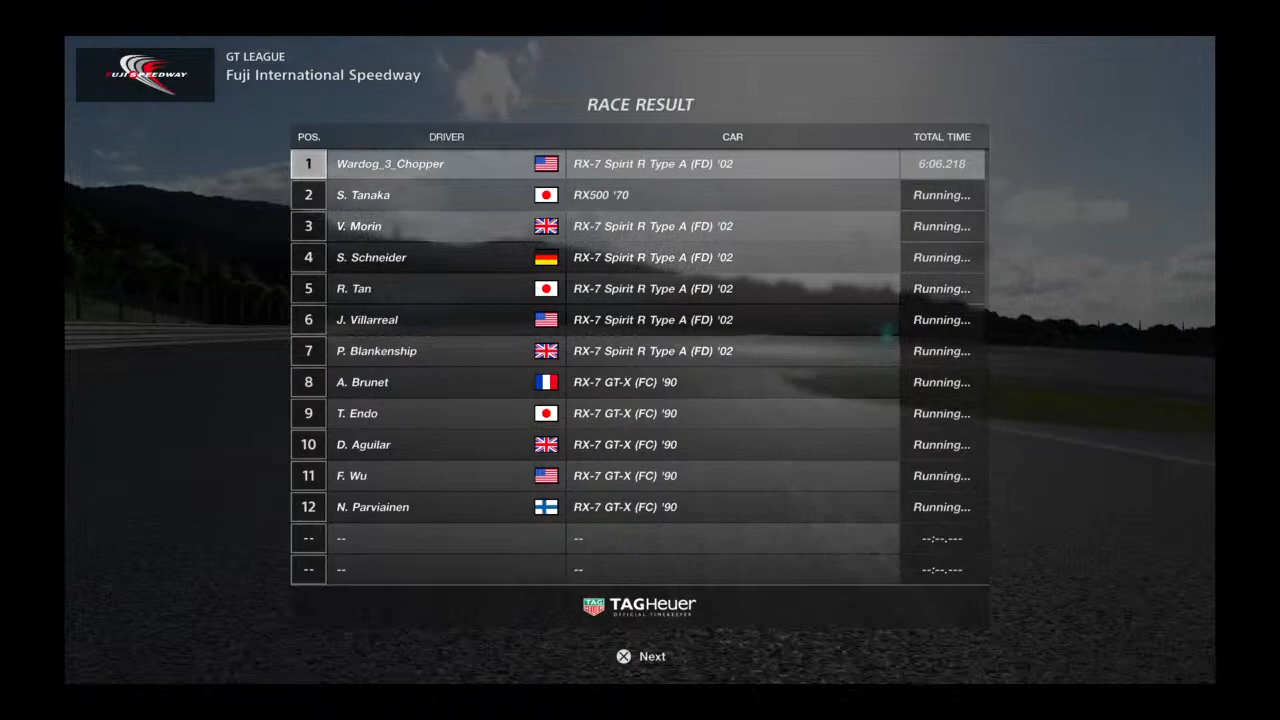 GT LEAGUE
Fuji International Speedway
FUJI SPEEDWAY
RACE RESULT
POS. DRIVER CAR TOTAL TIME
1 Wardog_3_Chopper RX-7 Spirit R Type A (FD) '02 6:06.218
2 S. Tanaka RX500 '70 Running...
3 V. Morin RX-7 Spirit R Type A (FD) '02 Running...
4 S. Schneider RX-7 Spirit R Type A (FD) '02 Running...
5 R. Tan RX-7 Spirit R Type A (FD) '02 Running...
6 J. Villarreal RX-7 Spirit R Type A (FD) '02 Running...
7 P. Blankenship RX-7 Spirit R Type A (FD) '02 Running...
8 A. Brunet RX-7 GT-X (FC) '90 Running...
9 T. Endo RX-7 GT-X (FC) '90 Running...
10 D. Aguilar RX-7 GT-X (FC) '90 Running...
11 F. Wu RX-7 GT-X (FC) '90 Running...
12 N. Parviainen RX-7 GT-X (FC) '90 Running...
-- -- -- --:--.---
-- -- -- --:--.---
TAG HEUER TAGHeuer
OFFICIAL TIMEKEEPER
Next